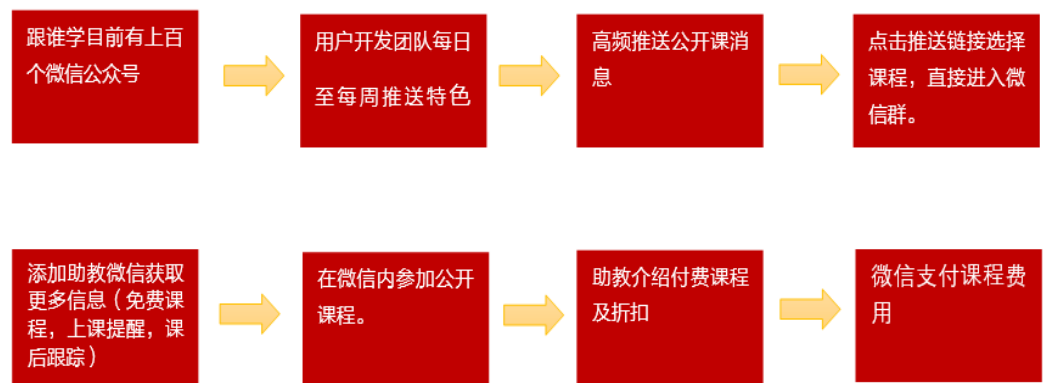 跟谁学目前有上百
个微信公众号
用户开发团队每日
至每周推送特色
高频推送公开课消
息
点击推送链接选择
课程，直接进入微
信群。
添加助教微信获取
更多信息（免费课
程，上课提醒，课
后跟踪）
在微信内参加公开
课程。
助教介绍付费课程
及折扣
微信支付课程费
用